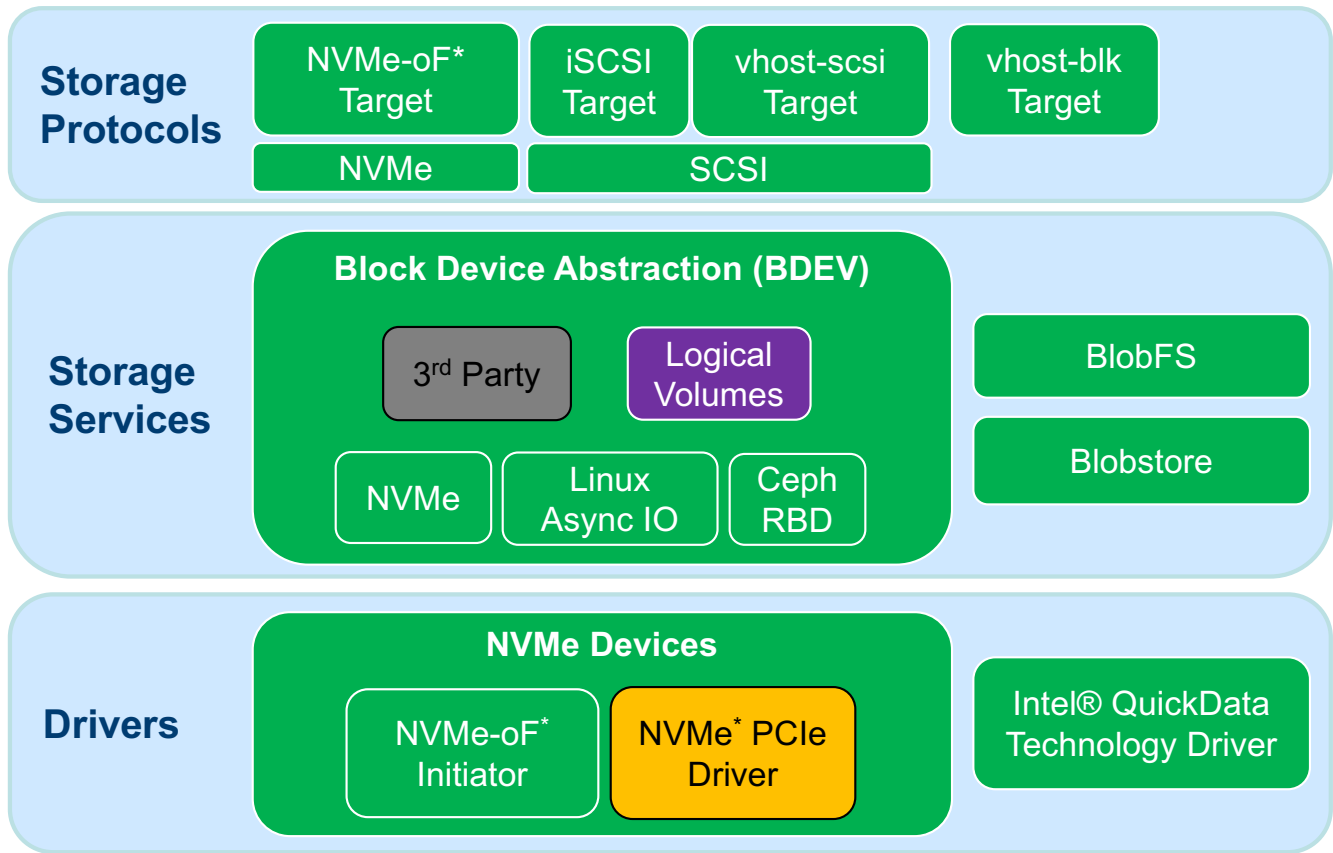 Storage
Protocols
NVMe-oF*
Target
iSCSI
Target
vhost-scsi
Target
vhost-blk
Target
NVMe
SCSI
Storage
Services
Block Device Abstraction (BDEV)
3rd Party
Logical
Volumes
NVMe
Linux
Async IO
Ceph
RBD
BlobFS
Blobstore
Drivers
NVMe Devices
NVMe-oF*
Initiator
NVMe* PCIe
Driver
Intel® QuickData
Technology Driver